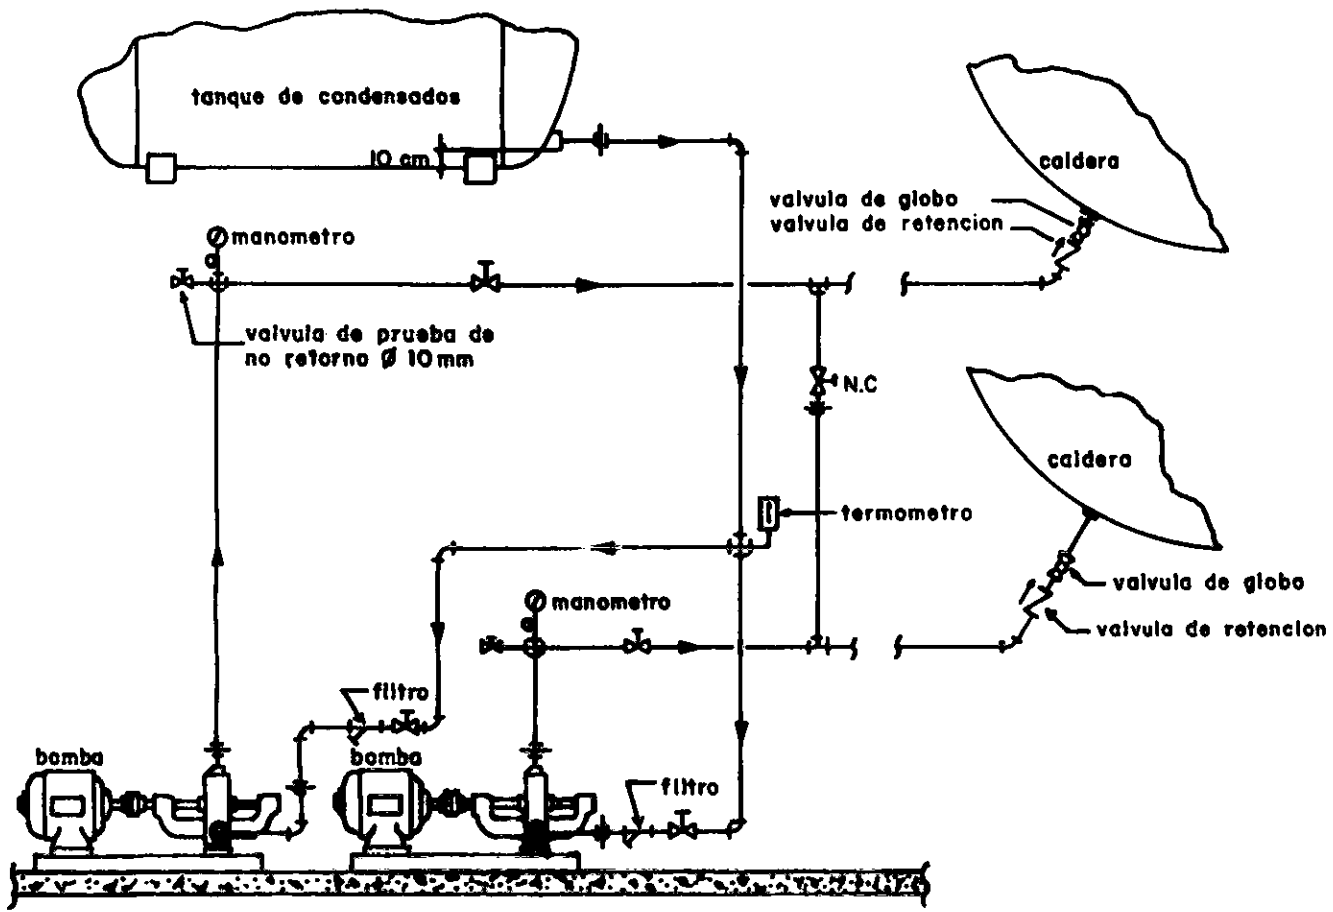 tanque de condensados
10 cm
caldera
valvula de globo
valvula de retencion
manometro
valvula de prueba de
no retorno Ø 10mm
N.C
caldera
termometro
valvula de globo
manometro
valvula de retencion
filtro
bomba
bomba
filtro